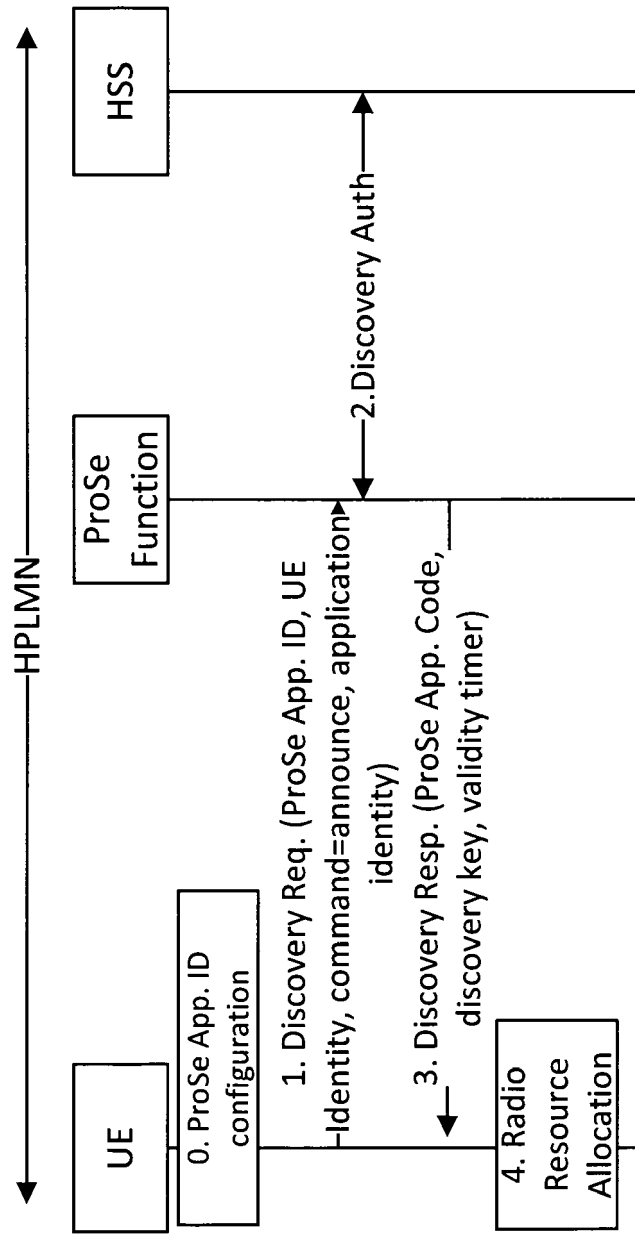 HPLMN
UE
ProSe
Function
HSS
0. ProSe App. ID
configuration
1. Discovery Req. (ProSe App. ID, UE
Identity, command=announce, application
identity)
2.Discovery Auth
3. Discovery Resp. (ProSe App. Code,
discovery key, validity timer)
4. Radio
Resource
Allocation